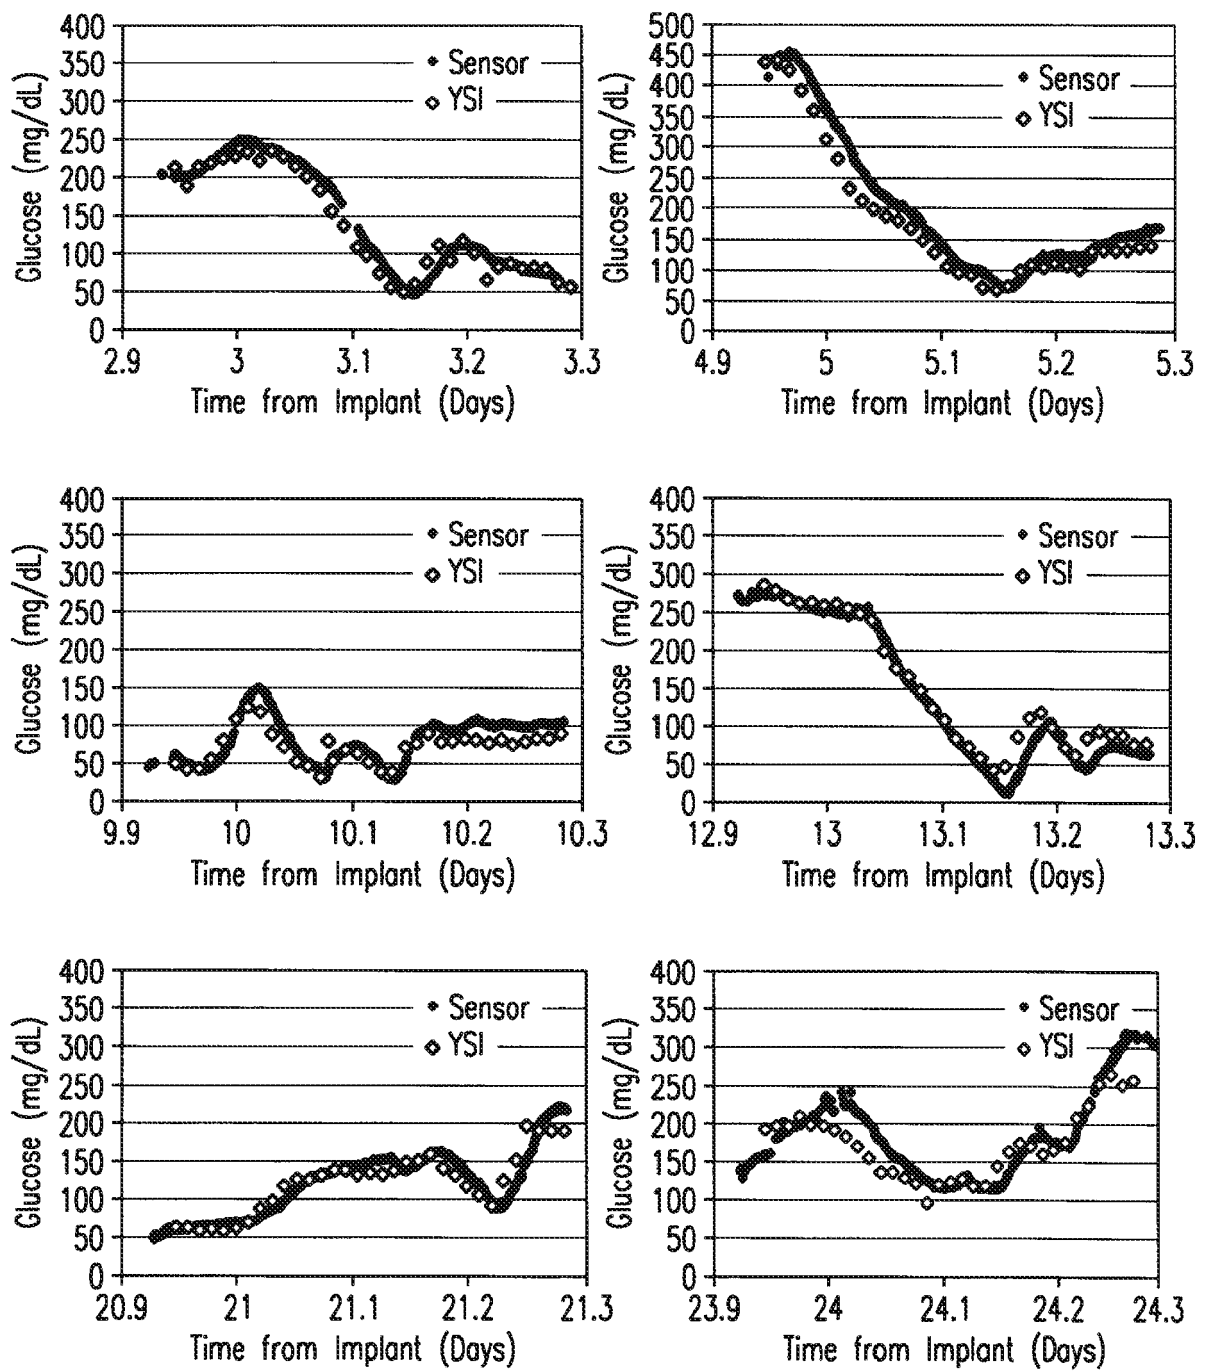 400
350
300
250
200
150
100
50
0
Glucose (mg/dL)
Sensor
YSI
2.9 3 3.1 3.2 3.3
Time from Implant (Days)
500
450
400
350
300
250
200
150
100
50
0
Glucose (mg/dL)
Sensor
YSI
4.9 5 5.1 5.2 5.3
Time from Implant (Days)
400
350
300
250
200
150
100
50
0
Glucose (mg/dL)
Sensor
YSI
9.9 10 10.1 10.2 10.3
Time from Implant (Days)
400
350
300
250
200
150
100
50
0
Glucose (mg/dL)
Sensor
YSI
12.9 13 13.1 13.2 13.3
Time from Implant (Days)
400
350
300
250
200
150
100
50
0
Glucose (mg/dL)
Sensor
YSI
20.9 21 21.1 21.2 21.3
Time from Implant (Days)
400
350
300
250
200
150
100
50
0
Glucose (mg/dL)
Sensor
YSI
23.9 24 24.1 24.2 24.3
Time from Implant (Days)